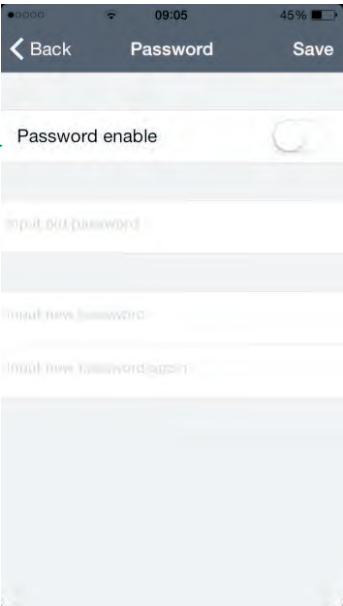 09:05 45%
Back Password Save
Password enable
Input old password
Input new password
Input new password again